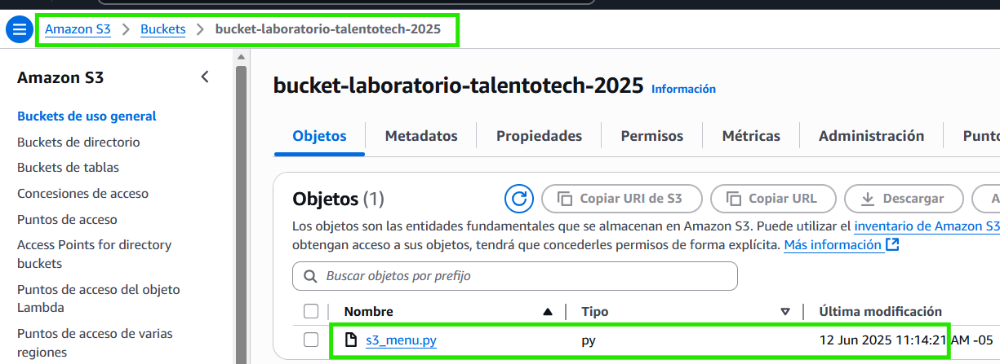 Amazon S3 > Buckets > bucket-laboratorio-talentotech-2025
Amazon S3
Buckets de uso general
Buckets de directorio
Buckets de tablas
Concesiones de acceso
Puntos de acceso
Access Points for directory
buckets
Puntos de acceso del objeto
Lambda
Puntos de acceso de varias
regiones
bucket-laboratorio-talentotech-2025 Información
Objetos Metadatos Propiedades Permisos Métricas Administración Punto
Objetos (1) Copiar URI de S3 Copiar URL Descargar A
Los objetos son las entidades fundamentales que se almacenan en Amazon S3. Puede utilizar el inventario de Amazon S3
obtengan acceso a sus objetos, tendrá que concederles permisos de forma explícita. Más información
Buscar objetos por prefijo
Nombre Tipo Última modificación
s3_menu.py py 12 Jun 2025 11:14:21 AM -05